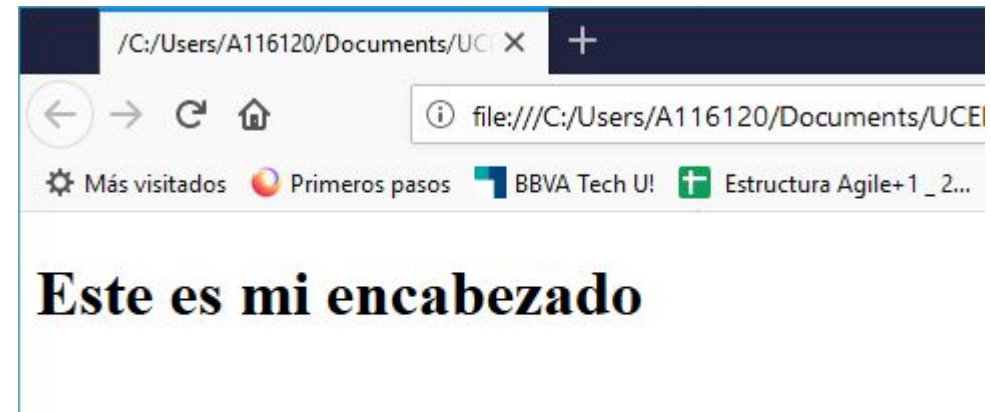 /C:/Users/A116120/Documents/UC
file:///C:/Users/A116120/Documents/UCE
Más visitados Primeros pasos BBVA Tech U! Estructura Agile+1 _ 2...
Este es mi encabezado